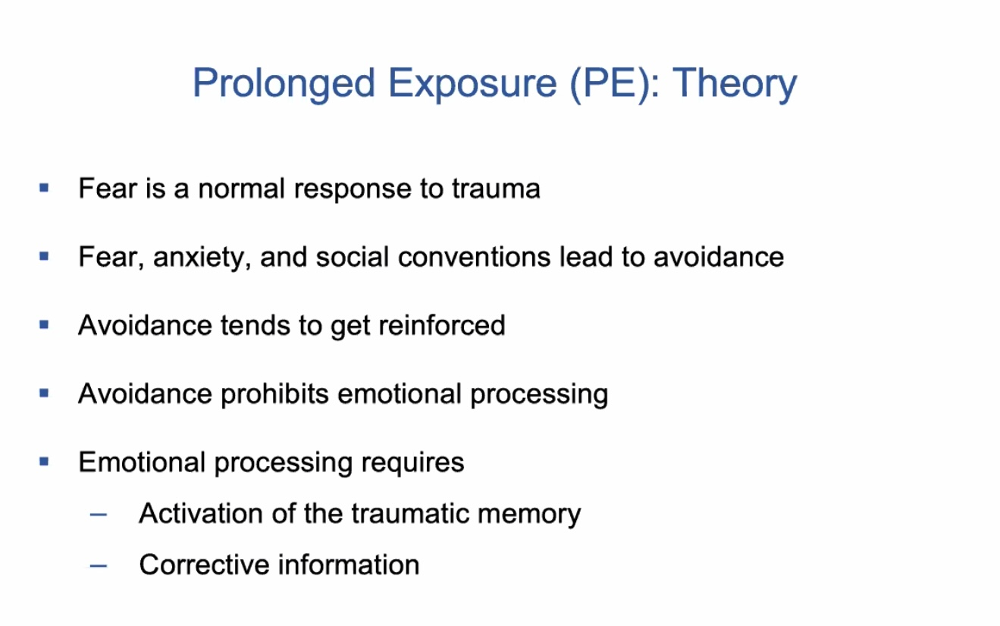 Prolonged Exposure (PE): Theory
▪ Fear is a normal response to trauma
▪ Fear, anxiety, and social conventions lead to avoidance
▪ Avoidance tends to get reinforced
▪ Avoidance prohibits emotional processing
▪ Emotional processing requires
– Activation of the traumatic memory
– Corrective information